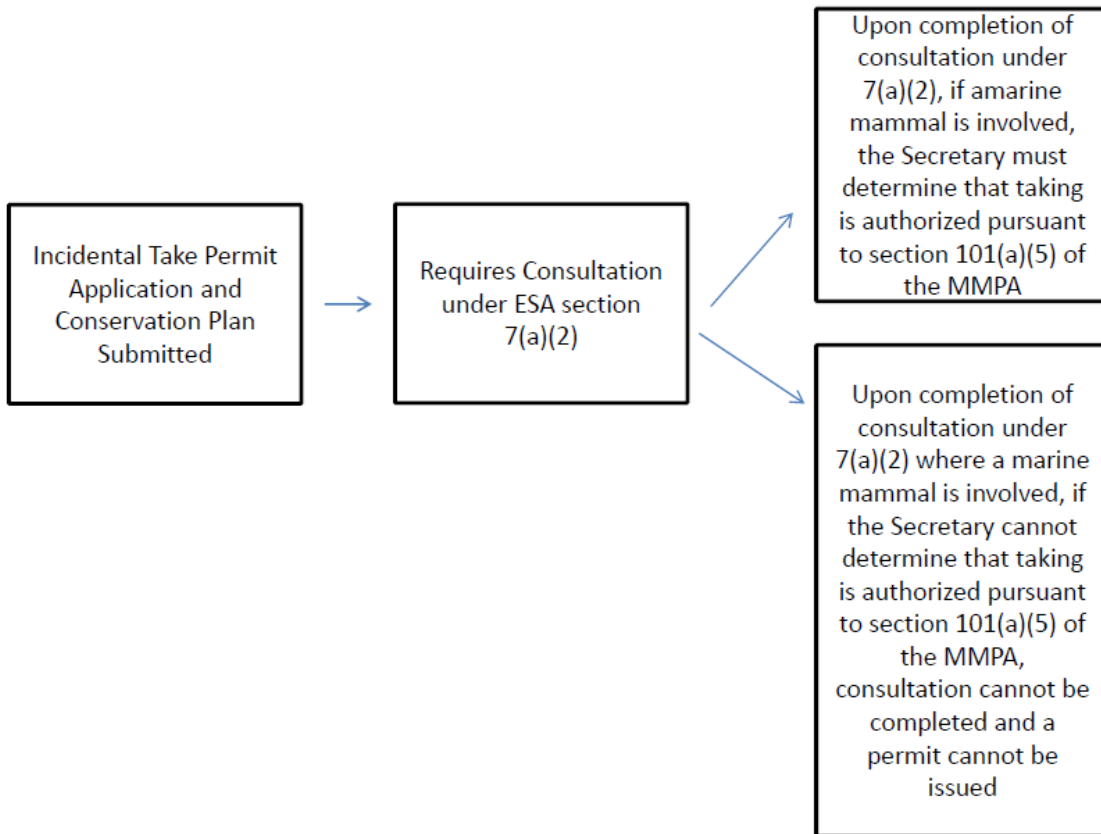 Incidental Take Permit
Application and
Conservation Plan
Submitted
Requires Consultation
under ESA section
7(a)(2)
Upon completion of
consultation under
7(a)(2), if amarine
mammal is involved,
the Secretary must
determine that taking
is authorized pursuant
to section 101(a)(5) of
the MMPA
Upon completion of
consultation under
7(a)(2) where a marine
mammal is involved, if
the Secretary cannot
determine that taking
is authorized pursuant
to section 101(a)(5) of
the MMPA,
consultation cannot be
completed and a
permit cannot be
issued